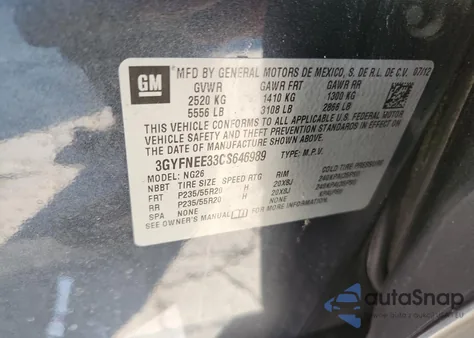 GM
MFD BY GENERAL MOTORS DE MEXICO, S. DE R.L. DE C.V. 07/12
GVWR GAWR FRT GAWR RR
2520 KG 1410 KG 1300 KG
5556 LB 3108 LB 2866 LB
THIS VEHICLE CONFORMS TO ALL APPLICABLE U.S. FEDERAL MOTOR
VEHICLE SAFETY AND THEFT PREVENTION STANDARDS IN EFFECT ON
THE DATE OF MANUFACTURE SHOWN ABOVE.
3GYFNEE33CS646989 TYPE: M.P.V.
MODEL: NG26
NBBT TIRE SIZE SPEED RTG RIM
FRT P235/55R20 H 20X8J
RR P235/55R20 H 20X8J
SPA NONE NONE
SEE OWNER'S MANUAL FOR MORE INFORMATION.
autoSnap